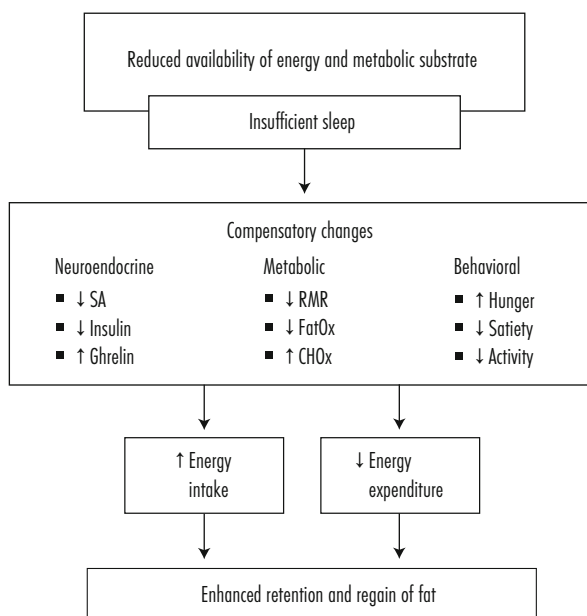 Reduced availability of energy and metabolic substrate
Insufficient sleep
Compensatory changes
Neuroendocrine
■ ↓ SA
■ ↓ Insulin
■ ↑ Ghrelin
Metabolic
■ ↓ RMR
■ ↓ FatOx
■ ↑ CHOx
Behavioral
■ ↑ Hunger
■ ↓ Satiety
■ ↓ Activity
↑ Energy
intake
↓ Energy
expenditure
Enhanced retention and regain of fat